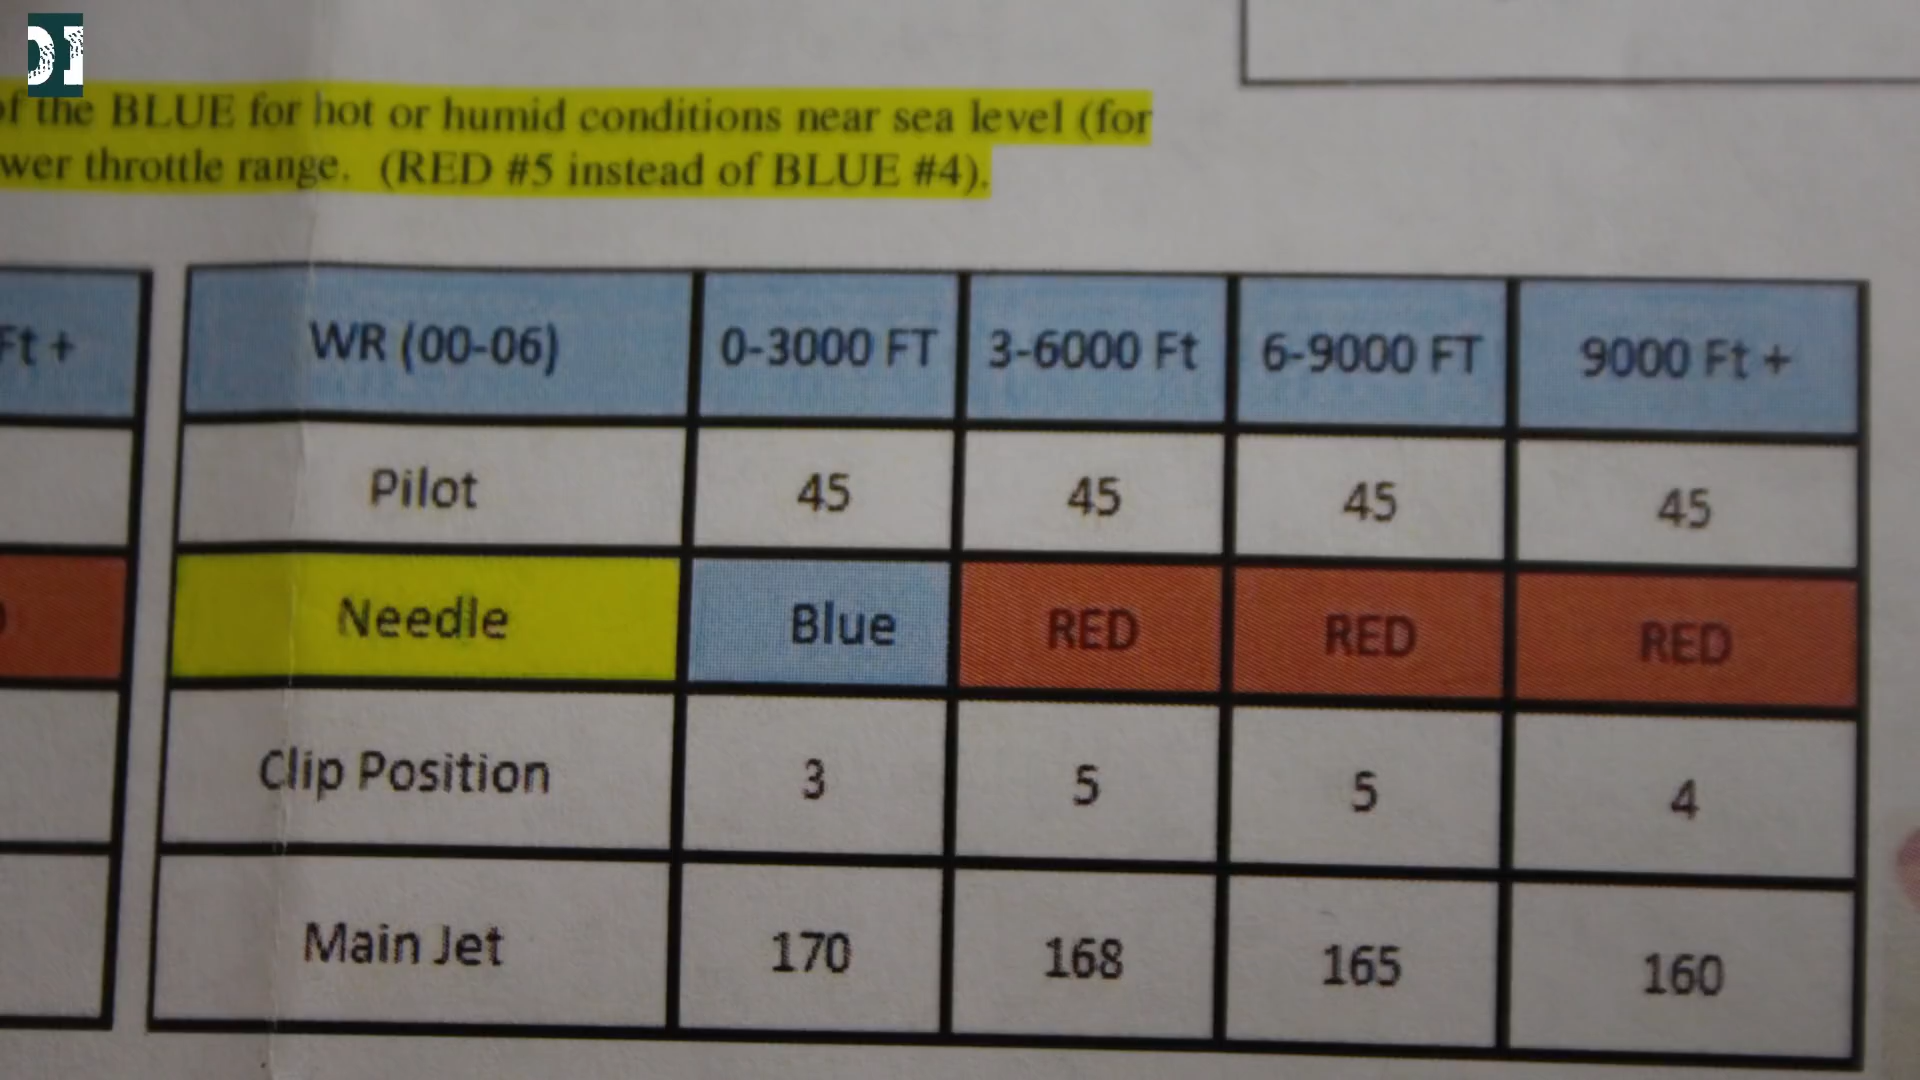 of the BLUE for hot or humid conditions near sea level (for
wer throttle range. (RED #5 instead of BLUE #4).
Ft +
WR (00-06) 0-3000 FT 3-6000 Ft 6-9000 FT 9000 Ft +
Pilot 45 45 45 45
Needle Blue RED RED RED
Clip Position 3 5 5 4
Main Jet 170 168 165 160